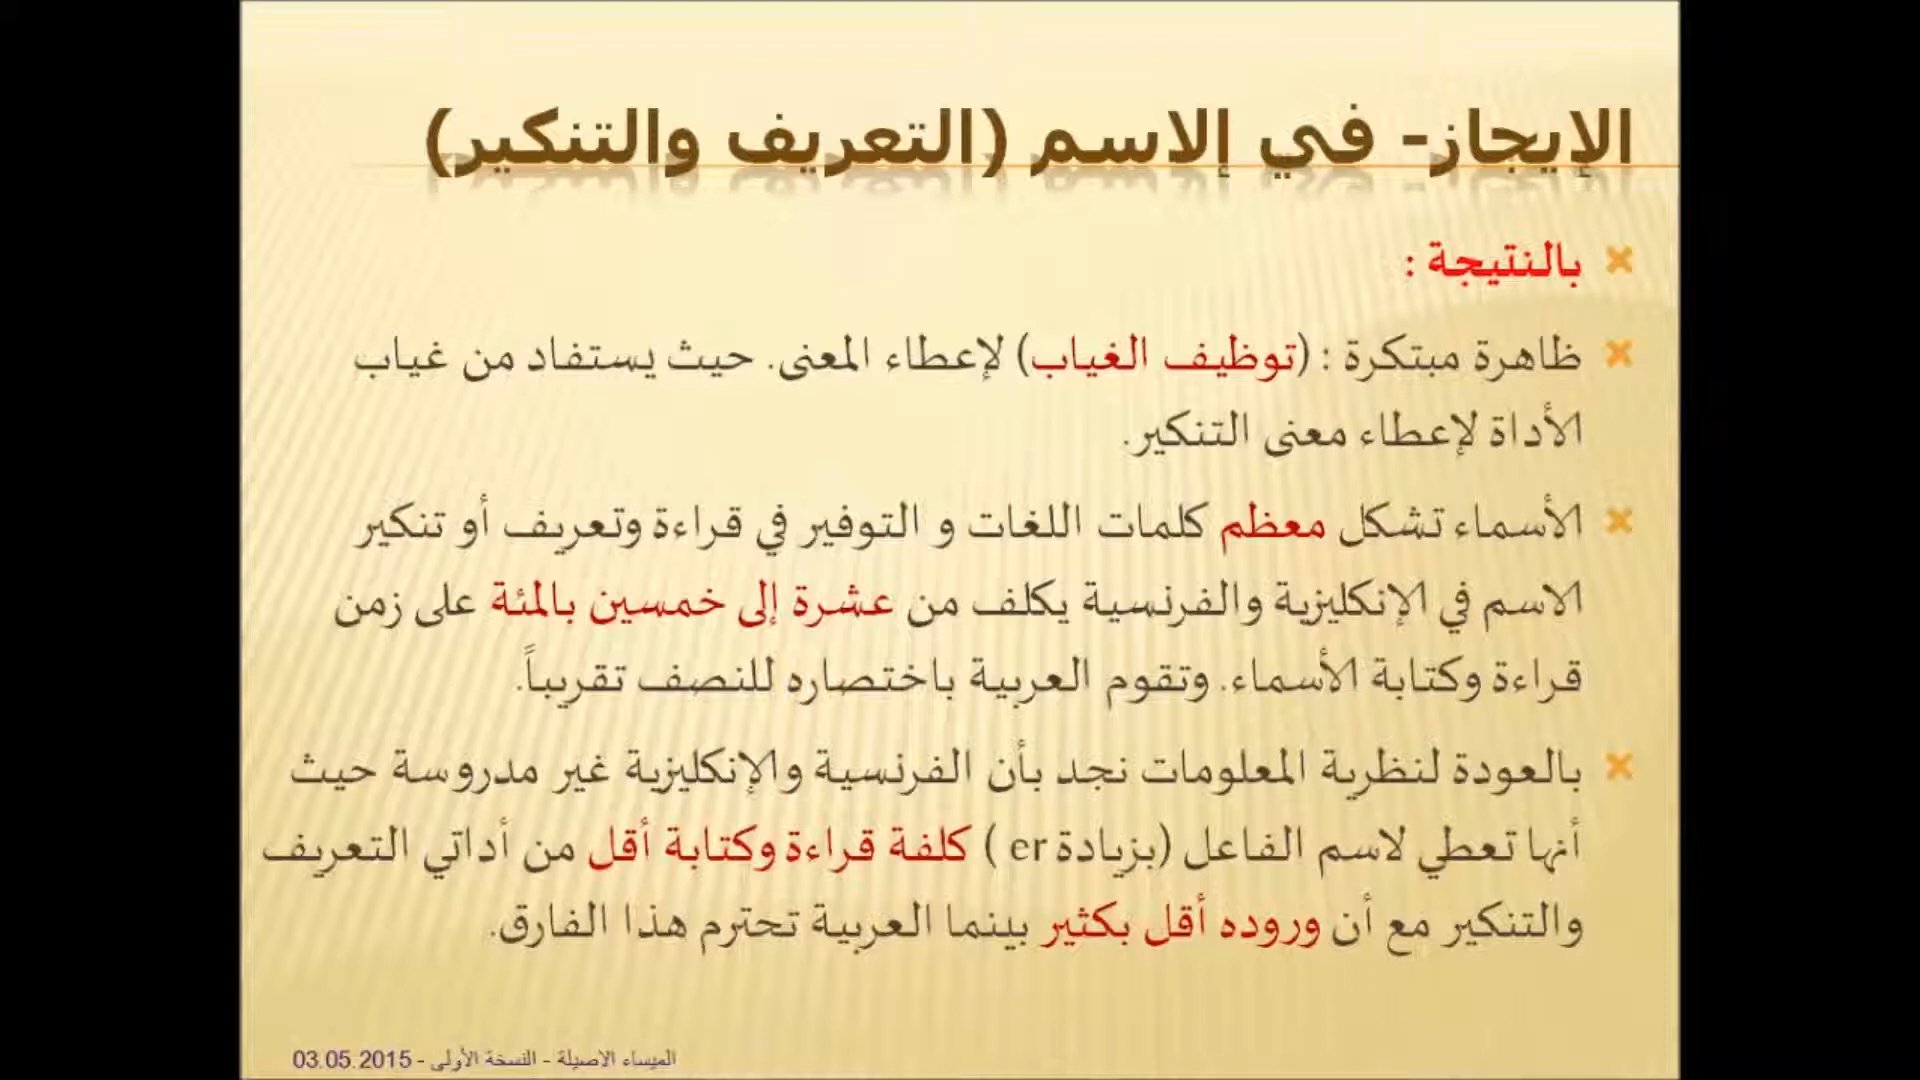 الإيجاز- في إلاسم (التعريف والتنكير)
بالنتيجة :
ظاهرة مبتكرة : (توظيف الغياب) لإعطاء المعنى. حيث يستفاد من غياب
الأداة لإعطاء معنى التنكير.
الأسماء تشكل معظم كلمات اللغات و التوفير في قراءة وتعريف أو تنكير
الاسم في الإنكليزية والفرنسية يكلف من عشرة إلى خمسين بالمئة على زمن
قراءة وكتابة الأسماء. وتقوم العربية باختصاره للنصف تقريباً.
بالعودة لنظرية المعلومات نجد بأن الفرنسية والإنكليزية غير مدروسة حيث
أنها تعطي لاسم الفاعل (بزيادة er ) كلفة قراءة وكتابة أقل من أداتي التعريف
والتنكير مع أن وروده أقل بكثير بينما العربية تحترم هذا الفارق.
الميساء الاصيلة - النسخة الأولى - 03.05.2015